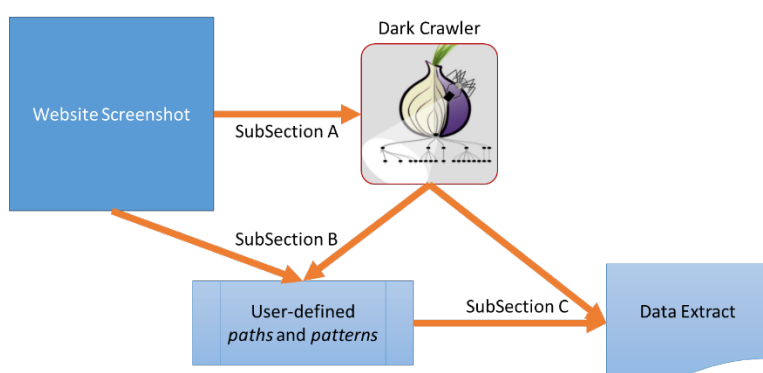 Dark Crawler
Website Screenshot
SubSection A
SubSection B
User-defined
paths and patterns
SubSection C
Data Extract